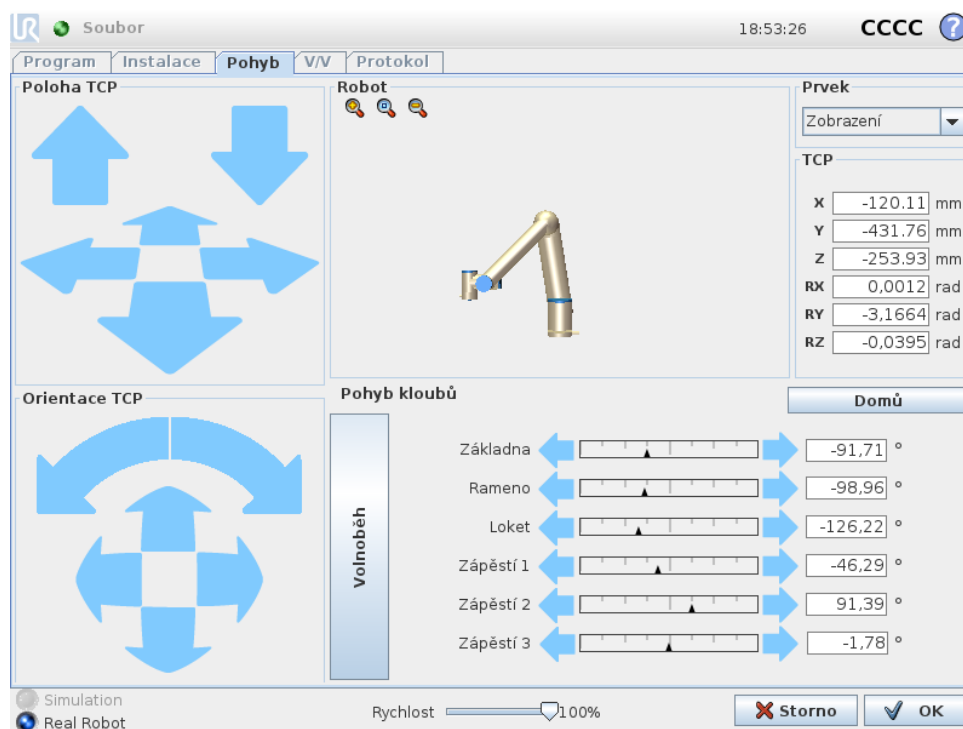 UR Soubor 18:53:26 CCCC ?
Program Instalace Pohyb V/V Protokol
Poloha TCP
Robot
Prvek
Zobrazení
TCP
X -120.11 mm
Y -431.76 mm
Z -253.93 mm
RX 0,0012 rad
RY -3,1664 rad
RZ -0,0395 rad
Orientace TCP
Pohyb kloubů
Domů
Volnoběh
Základna -91,71 °
Rameno -98,96 °
Loket -126,22 °
Zápěstí 1 -46,29 °
Zápěstí 2 91,39 °
Zápěstí 3 -1,78 °
Simulation
Real Robot
Rychlost 100%
Storno
OK